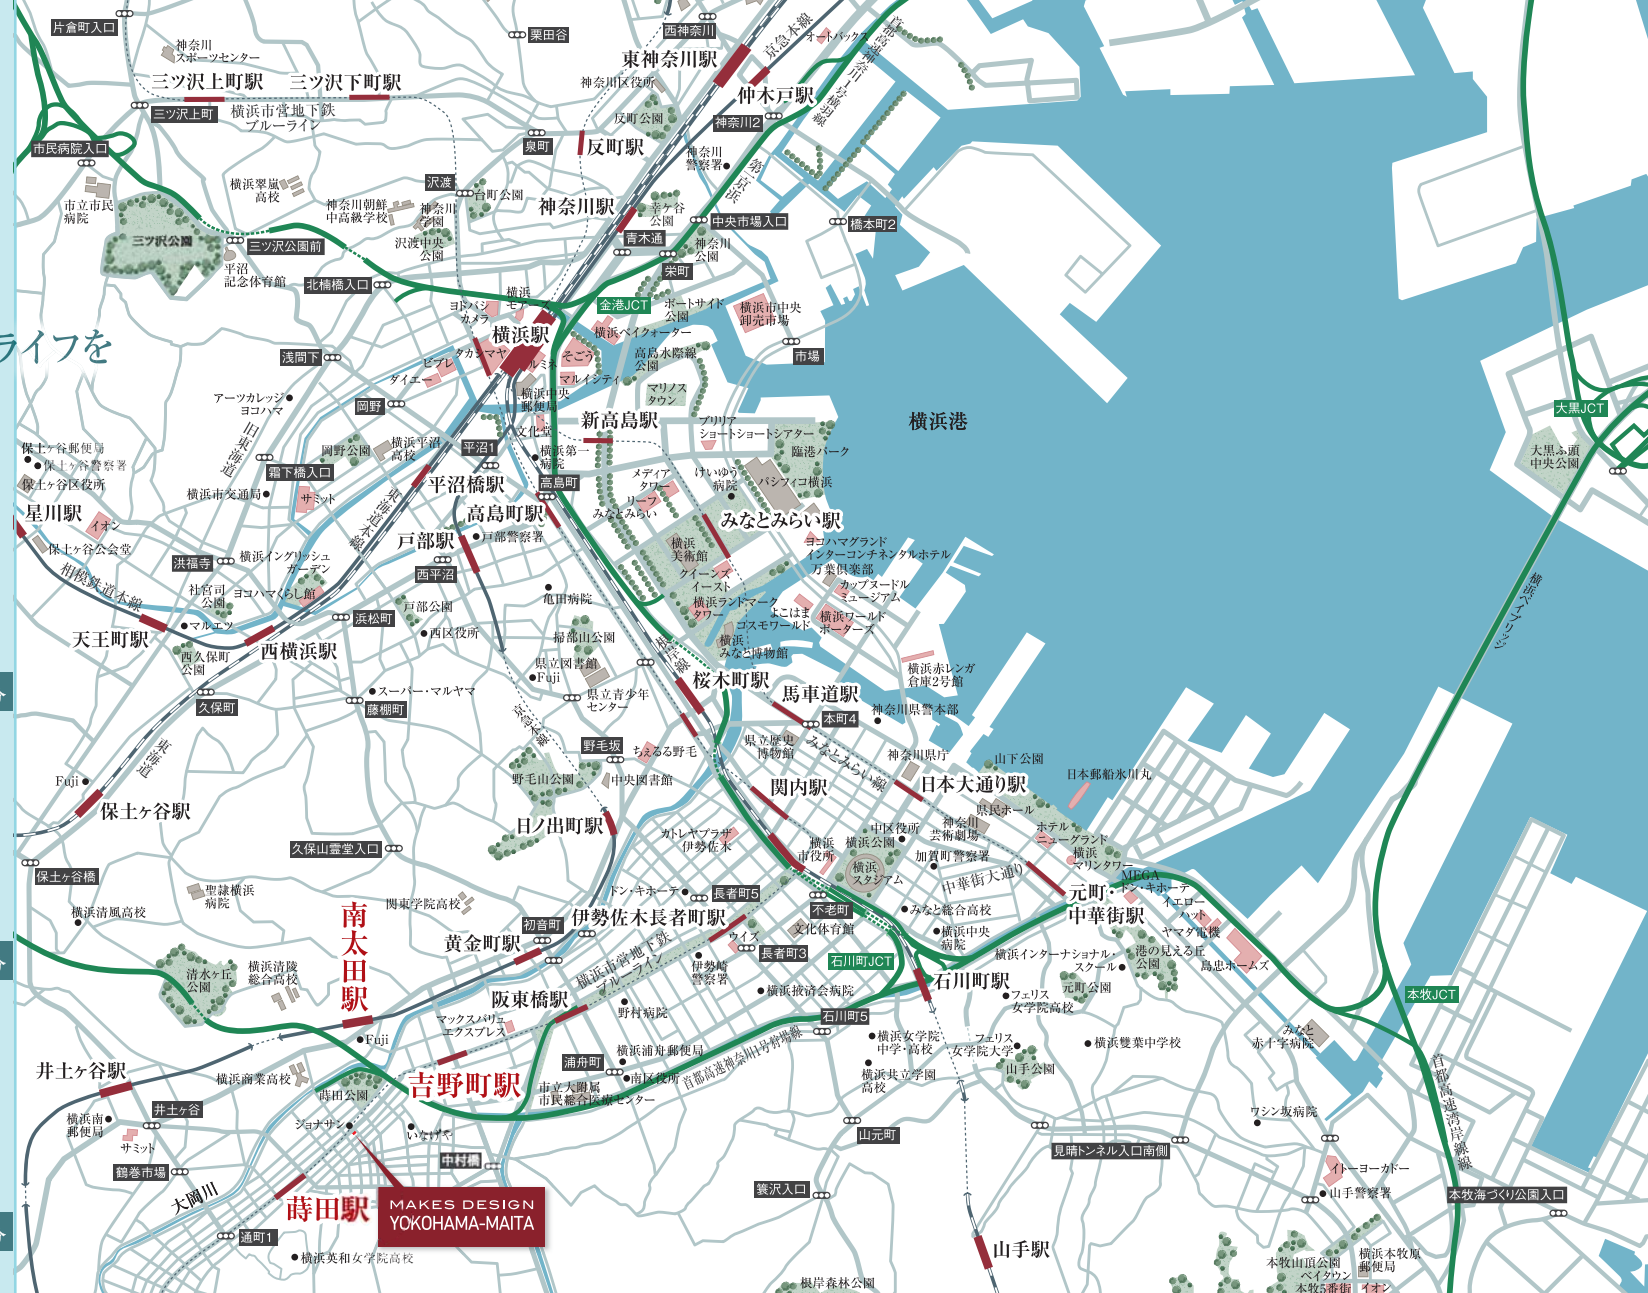 片倉町入口
神奈川
スポーツセンター
三ツ沢上町駅
三ツ沢下町駅
三ツ沢上町
横浜市営地下鉄
ブルーライン
栗田谷
西神奈川
東神奈川駅
京急本線
オートバックス
首都高速神奈川1号横羽線
神奈川区役所
仲木戸駅
反町公園
神奈川2
泉町
反町駅
神奈川
警察署
第一京浜
市民病院入口
市立市民
病院
横浜翠嵐
高校
沢渡
台町公園
神奈川朝鮮
中高級学校
神奈川
学園
神奈川駅
幸ケ谷
公園
中央市場入口
橋本町2
三ツ沢公園
三ツ沢公園前
沢渡中央
公園
青木通
神奈川
公園
栄町
平沼
記念体育館
北楠橋入口
ヨドバシ
カメラ
横浜
モアーズ
金港JCT
ポートサイド
公園
横浜市中央
卸売市場
ライフを
横浜駅
横浜ベイクォーター
浅間下
ビブレ
タカシマヤ
ルミネ
そごう
高島水際線
公園
市場
ダイエー
マルイシティ
アーツカレッジ
ヨコハマ
岡野
横浜中央
郵便局
マリノス
タウン
旧東海道
新高島駅
ブリリア
ショートショートシアター
横浜港
大黒JCT
文化堂
保土ヶ谷郵便局
保土ヶ谷警察署
保土ヶ谷区役所
岡野公園
横浜平沼
高校
平沼1
横浜第一
病院
臨港パーク
大黒ふ頭
中央公園
霜下橋入口
横浜市交通局
サミット
平沼橋駅
高島町
メディア
タワー
けいゆう
病院
パシフィコ横浜
リーフ
みなとみらい
星川駅
イオン
東海道本線
高島町駅
みなとみらい駅
保土ヶ谷公会堂
戸部駅
戸部警察署
横浜
美術館
ヨコハマグランド
インターコンチネンタルホテル
洪福寺
横浜イングリッシュ
ガーデン
西平沼
クイーンズ
イースト
万葉倶楽部
カップヌードル
ミュージアム
相模鉄道本線
社宮司
公園
ヨコハマくらし館
戸部公園
亀田病院
横浜ランドマーク
タワー
よこはま
コスモワールド
横浜ワールド
ポーターズ
横浜ベイブリッジ
マルエツ
浜松町
西区役所
天王町駅
西横浜駅
掃部山公園
根岸線
横浜
みなと博物館
西久保町
公園
県立図書館
Fuji
桜木町駅
横浜赤レンガ
倉庫2号館
久保町
スーパー・マルヤマ
藤棚町
県立青少年
センター
馬車道駅
本町4
神奈川県警本部
東海道
京急本線
野毛坂
ちぇるる野毛
県立歴史
博物館
みなとみらい線
神奈川県庁
山下公園
Fuji
野毛山公園
中央図書館
関内駅
日本大通り駅
日本郵船氷川丸
保土ヶ谷駅
県民ホール
日ノ出町駅
カトレヤプラザ
伊勢佐木
横浜
市役所
横浜公園
中区役所
神奈川
芸術劇場
ホテル
ニューグランド
久保山霊堂入口
横浜
スタジアム
加賀町警察署
横浜
マリンタワー
保土ヶ谷橋
中華街大通り
聖隷横浜
病院
関東学院高校
ドン・キホーテ
長者町5
元町・
中華街駅
MEGA
ドン・キホーテ
横浜清風高校
南太田駅
初音町
伊勢佐木長者町駅
不老町
みなと総合高校
イエロー
ハット
黄金町駅
ウイズ
文化体育館
横浜中央
病院
ヤマダ電機
長者町3
石川町JCT
横浜インターナショナル・
スクール
港の見える丘
公園
島忠ホームズ
清水ヶ丘
公園
横浜清陵
総合高校
横浜市営地下鉄
ブルーライン
伊勢崎
警察署
石川町駅
元町公園
阪東橋駅
横浜掖済会病院
フェリス
女学院高校
本牧JCT
マックスバリュ
エクスプレス
野村病院
石川町5
Fuji
横浜女学院
中学・高校
フェリス
女学院大学
横浜雙葉中学校
みなと
赤十字病院
井土ヶ谷駅
横浜商業高校
浦舟町
横浜浦舟郵便局
首都高速神奈川1号狩場線
吉野町駅
南区役所
横浜共立学園
高校
山手公園
首都高速湾岸線
蒔田公園
市立大附属
市民総合医療センター
横浜南
郵便局
井土ヶ谷
ジョナサン
いなげや
ワシン坂病院
サミット
山元町
鶴巻市場
中村橋
見晴トンネル入口南側
イトーヨーカドー
山手警察署
大岡川
蒔田駅
MAKES DESIGN
YOKOHAMA-MAITA
簑沢入口
本牧海づくり公園入口
通町1
横浜英和女学院高校
山手駅
本牧山頂公園
横浜本牧原
郵便局
ベイタウン
本牧5番街
イオン
根岸森林公園